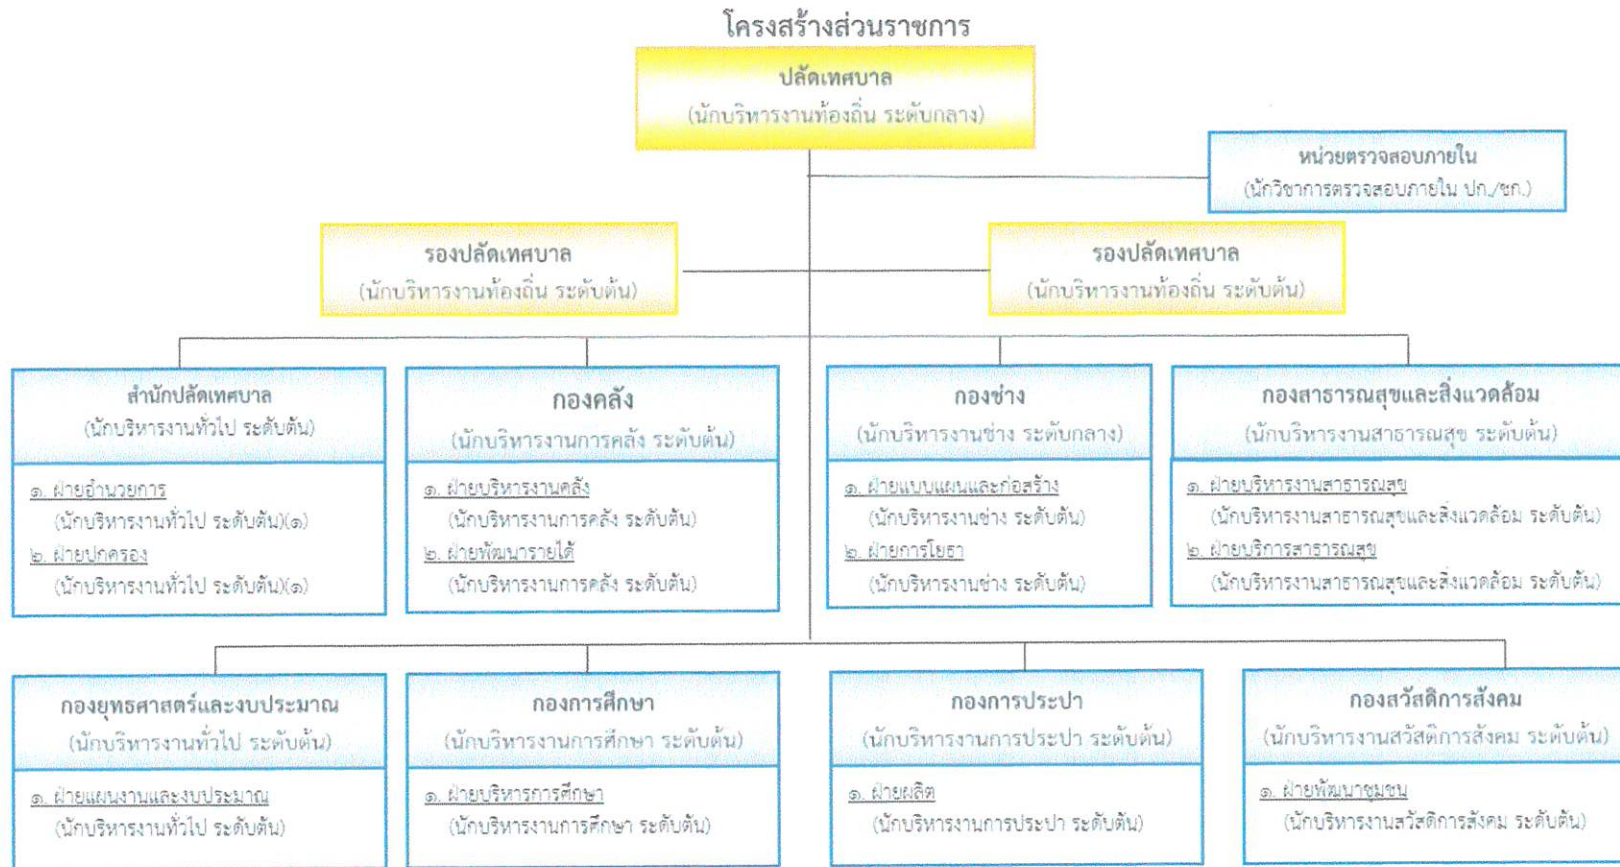 โครงสร้างส่วนราชการ
ปลัดเทศบาล
(นักบริหารงานท้องถิ่น ระดับกลาง)
หน่วยตรวจสอบภายใน
(นักวิชาการตรวจสอบภายใน ปก./ชก.)
รองปลัดเทศบาล
(นักบริหารงานท้องถิ่น ระดับต้น)
รองปลัดเทศบาล
(นักบริหารงานท้องถิ่น ระดับต้น)
สำนักปลัดเทศบาล
(นักบริหารงานทั่วไป ระดับต้น)
๑. ฝ่ายอำนวยการ
(นักบริหารงานทั่วไป ระดับต้น)(๑)
๒. ฝ่ายปกครอง
(นักบริหารงานทั่วไป ระดับต้น)(๑)
กองคลัง
(นักบริหารงานการคลัง ระดับต้น)
๑. ฝ่ายบริหารงานคลัง
(นักบริหารงานการคลัง ระดับต้น)
๒. ฝ่ายพัฒนารายได้
(นักบริหารงานการคลัง ระดับต้น)
กองช่าง
(นักบริหารงานช่าง ระดับกลาง)
๑. ฝ่ายแบบแผนและก่อสร้าง
(นักบริหารงานช่าง ระดับต้น)
๒. ฝ่ายการโยธา
(นักบริหารงานช่าง ระดับต้น)
กองสาธารณสุขและสิ่งแวดล้อม
(นักบริหารงานสาธารณสุข ระดับต้น)
๑. ฝ่ายบริหารงานสาธารณสุข
(นักบริหารงานสาธารณสุขและสิ่งแวดล้อม ระดับต้น)
๒. ฝ่ายบริการสาธารณสุข
(นักบริหารงานสาธารณสุขและสิ่งแวดล้อม ระดับต้น)
กองยุทธศาสตร์และงบประมาณ
(นักบริหารงานทั่วไป ระดับต้น)
๑. ฝ่ายแผนงานและงบประมาณ
(นักบริหารงานทั่วไป ระดับต้น)
กองการศึกษา
(นักบริหารงานการศึกษา ระดับต้น)
๑. ฝ่ายบริหารการศึกษา
(นักบริหารงานการศึกษา ระดับต้น)
กองการประปา
(นักบริหารงานการประปา ระดับต้น)
๑. ฝ่ายผลิต
(นักบริหารงานการประปา ระดับต้น)
กองสวัสดิการสังคม
(นักบริหารงานสวัสดิการสังคม ระดับต้น)
๑. ฝ่ายพัฒนาชุมชน
(นักบริหารงานสวัสดิการสังคม ระดับต้น)